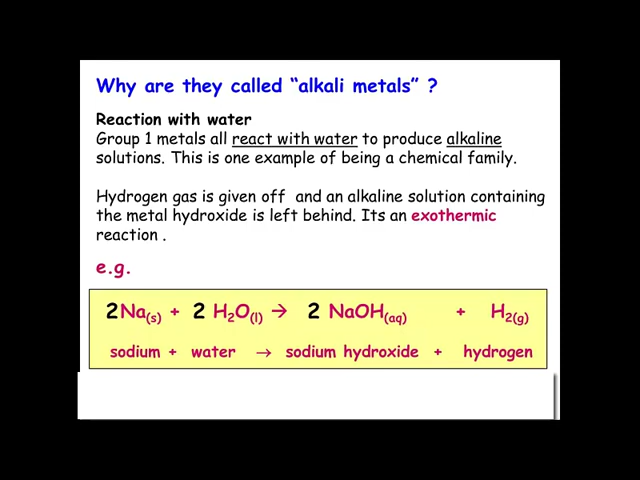 Why are they called “alkali metals” ?
Reaction with water
Group 1 metals all react with water to produce alkaline
solutions. This is one example of being a chemical family.
Hydrogen gas is given off and an alkaline solution containing
the metal hydroxide is left behind. Its an exothermic
reaction .
e.g.
2Na(s) + 2 H2O(l) → 2 NaOH(aq) + H2(g)
sodium + water → sodium hydroxide + hydrogen